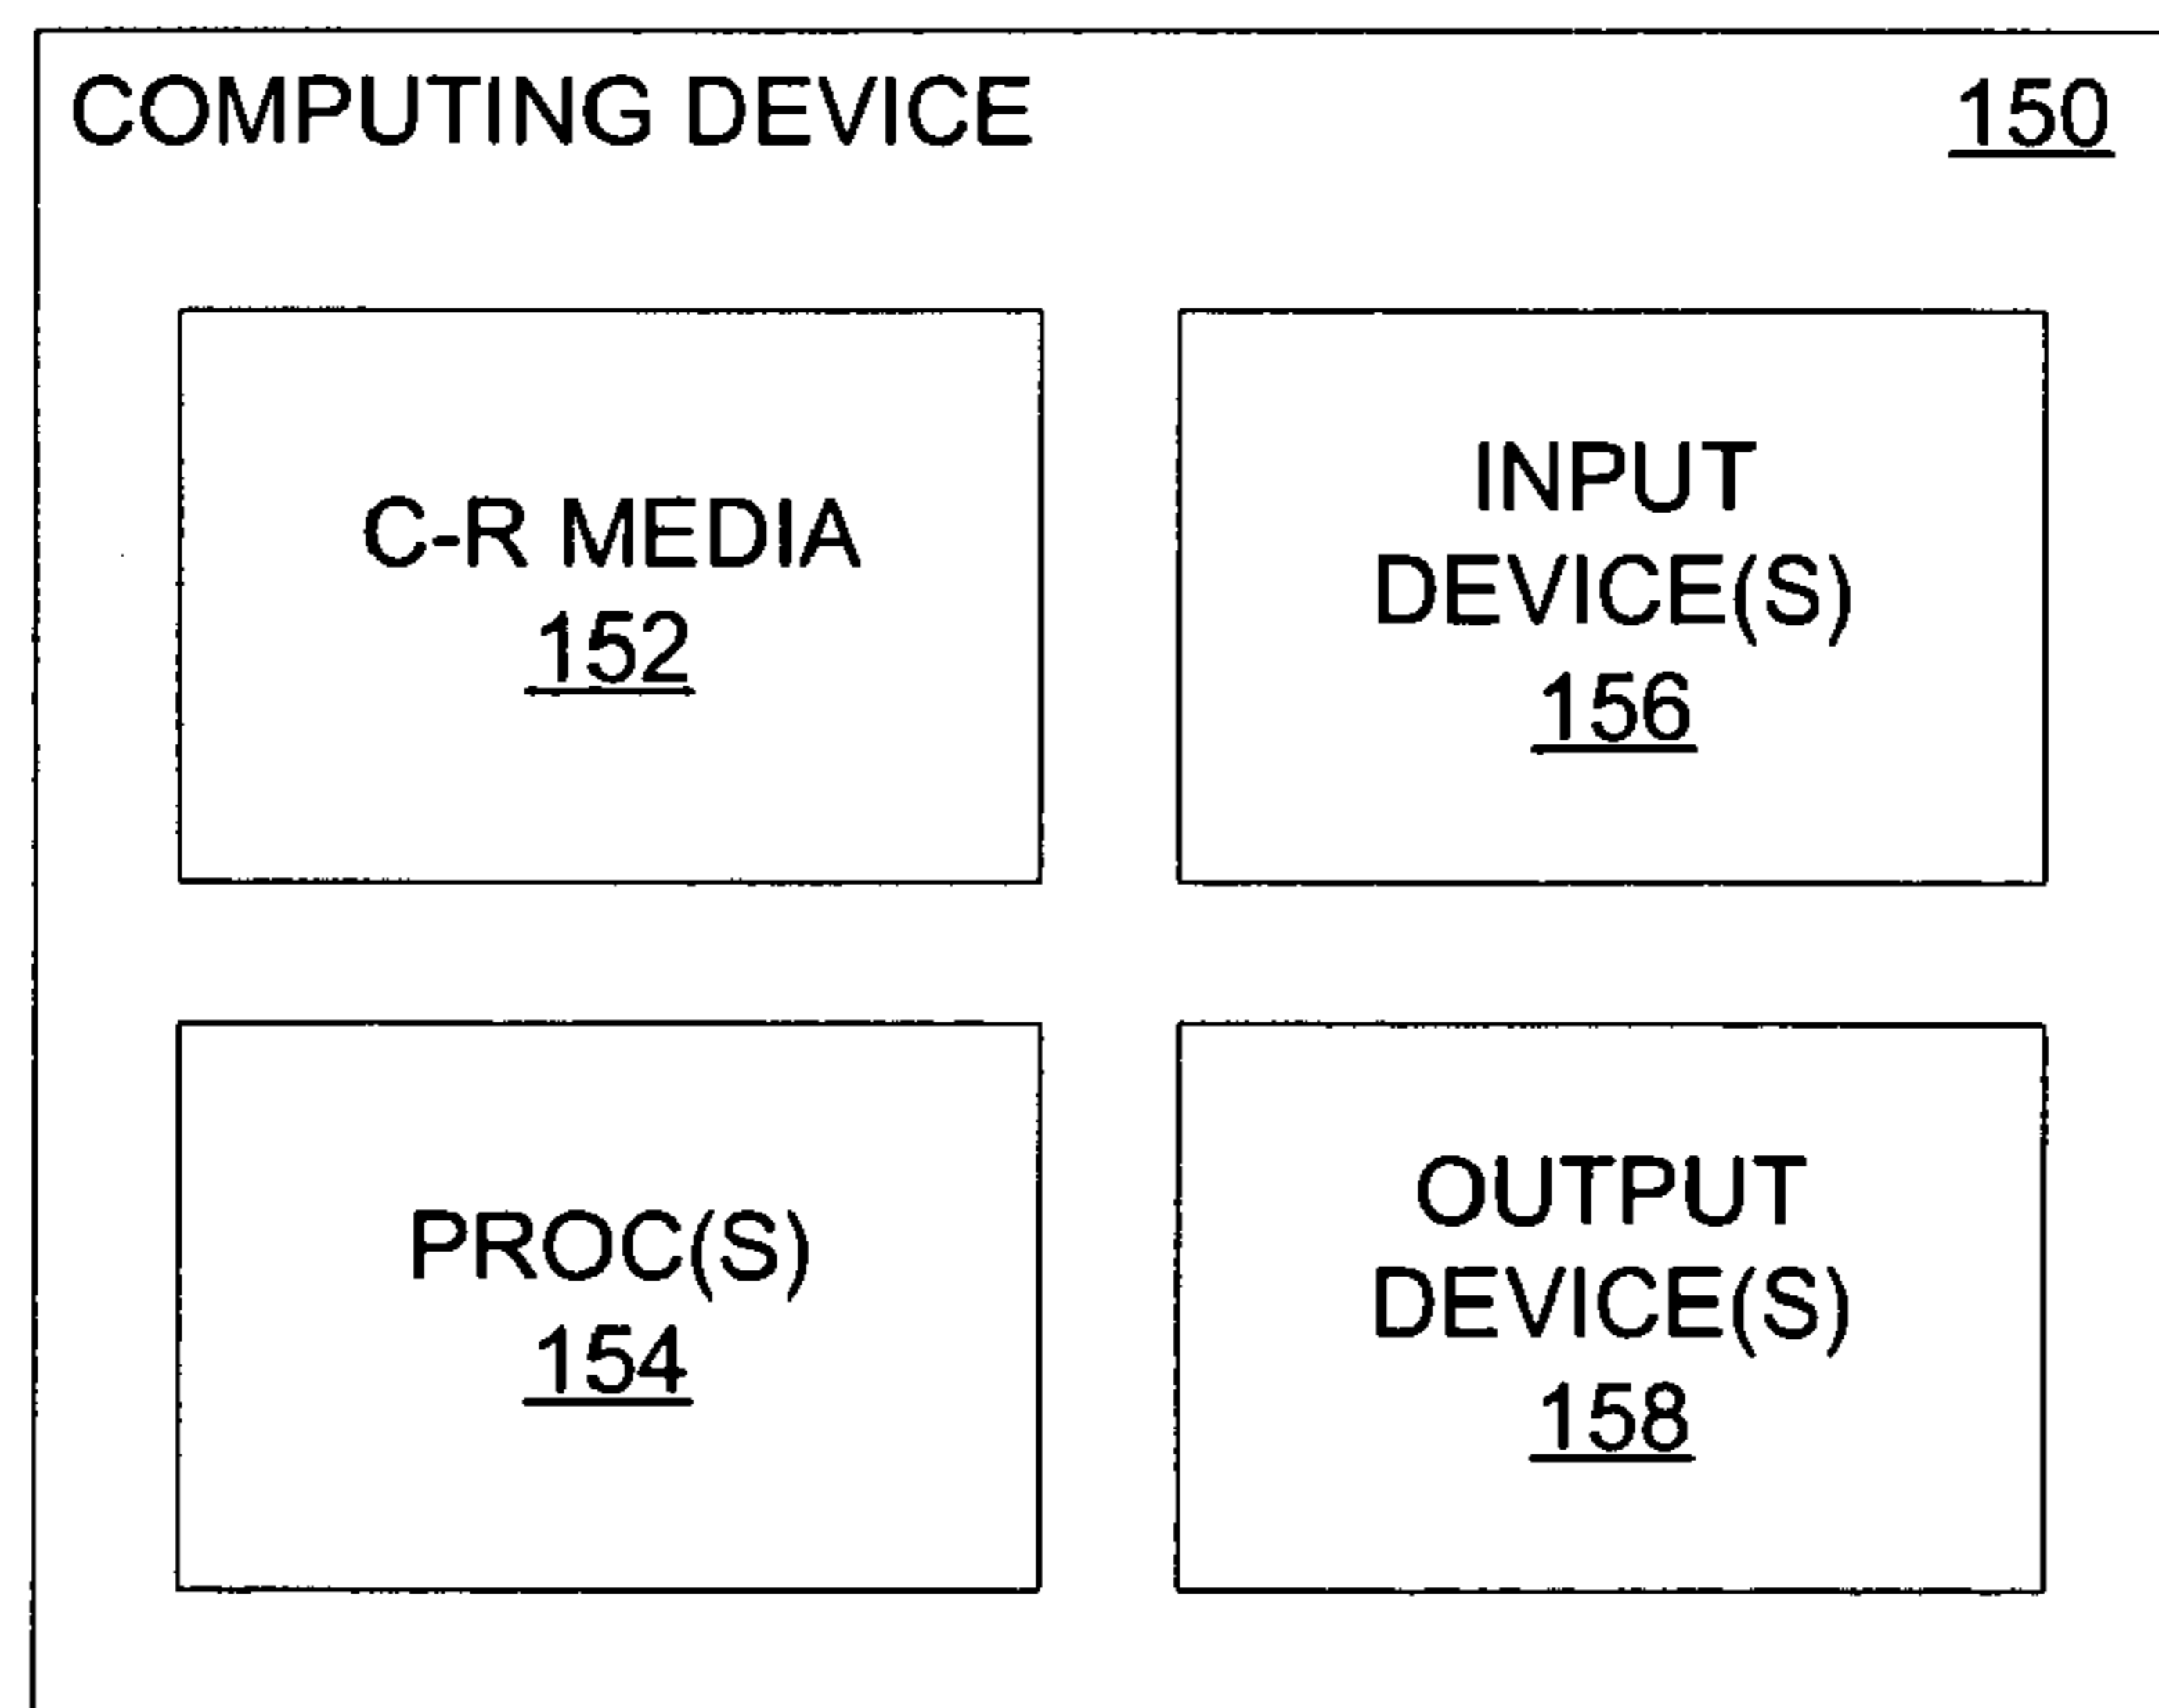 COMPUTING DEVICE 150
C-R MEDIA
152
INPUT
DEVICE(S)
156
PROC(S)
154
OUTPUT
DEVICE(S)
158